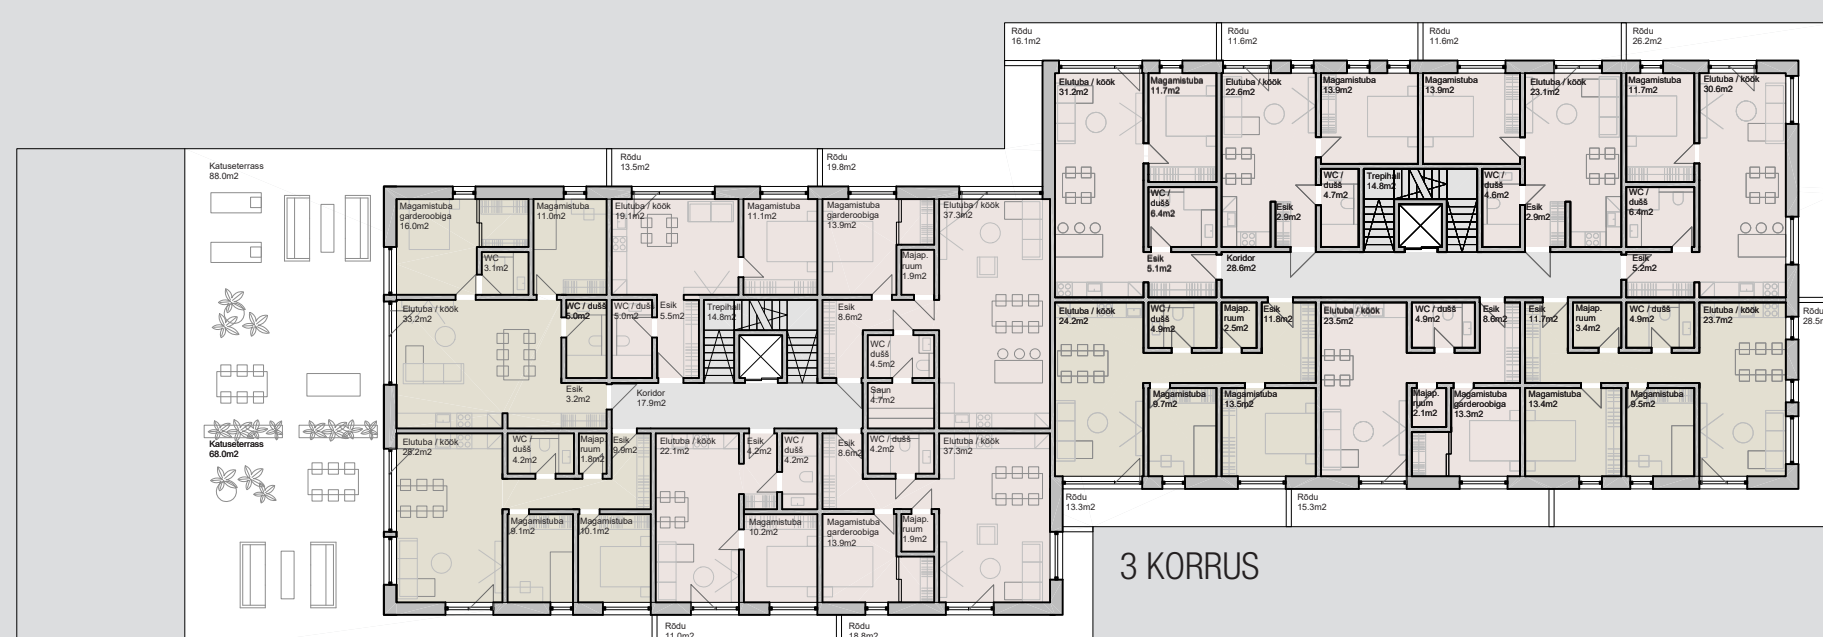 Rõdu
16.1m2
Rõdu
11.6m2
Rõdu
11.6m2
Rõdu
26.2m2
Elutuba / köök
31.2m2
Magamistuba
11.7m2
Elutuba / köök
22.6m2
Magamistuba
13.9m2
Magamistuba
13.9m2
Elutuba / köök
23.1m2
Magamistuba
11.7m2
Elutuba / köök
30.6m2
Katuseterrass
88.0m2
Rõdu
13.5m2
Rõdu
19.8m2
WC /
dušš
6.4m2
Esik
2.9m2
WC /
dušš
4.7m2
Trepihall
14.8m2
WC /
dušš
4.6m2
Esik
2.9m2
WC /
dušš
6.4m2
Magamistuba
garderoobiga
16.0m2
Magamistuba
11.0m2
Elutuba / köök
19.1m2
Magamistuba
11.1m2
Magamistuba
garderoobiga
13.9m2
Elutuba / köök
37.3m2
WC
3.1m2
Majap.
ruum
1.9m2
Esik
5.1m2
Koridor
28.6m2
Esik
5.2m2
Elutuba / köök
33.2m2
WC / dušš
5.0m2
WC / dušš
5.0m2
Esik
5.5m2
Trepihall
14.8m2
Esik
8.6m2
Elutuba / köök
24.2m2
WC / dušš
4.9m2
Majap.
ruum
2.5m2
Esik
11.8m2
Elutuba / köök
23.5m2
WC / dušš
4.9m2
Esik
8.6m2
Esik
11.7m2
Majap.
ruum
3.4m2
WC / dušš
4.9m2
Elutuba / köök
23.7m2
Rõdu
28.5
WC /
dušš
4.5m2
Esik
3.2m2
Koridor
17.9m2
Saun
4.7m2
Magamistuba
9.7m2
Magamistuba
13.5m2
Majap.
ruum
2.1m2
Magamistuba
garderoobiga
13.3m2
Magamistuba
13.4m2
Magamistuba
9.5m2
Katuseterrass
68.0m2
Elutuba / köök
28.2m2
WC /
dušš
4.2m2
Majap.
ruum
1.8m2
Esik
9.9m2
Elutuba / köök
22.1m2
Esik
4.2m2
WC /
dušš
4.2m2
Esik
8.6m2
WC / dušš
4.2m2
Elutuba / köök
37.3m2
Rõdu
13.3m2
Rõdu
15.3m2
Magamistuba
9.1m2
Magamistuba
10.1m2
Magamistuba
10.2m2
Magamistuba
garderoobiga
13.9m2
Majap.
ruum
1.9m2
3 KORRUS
Rõdu
11.0m2
Rõdu
18.8m2